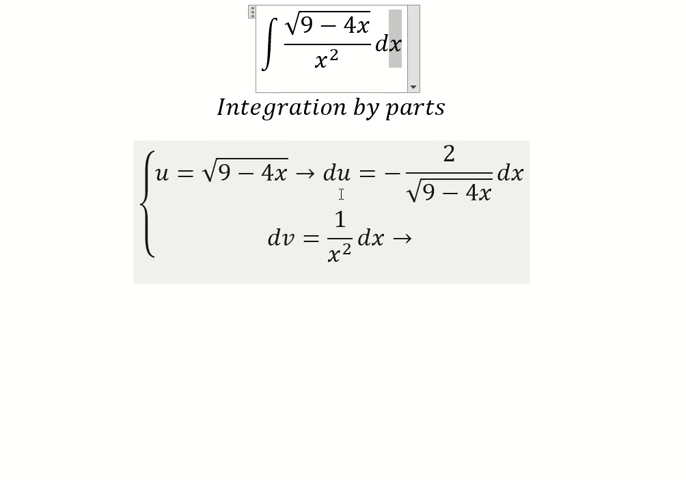 ∫ √(9 − 4x) / x² dx
Integration by parts
{ u = √(9 − 4x) → du = − 2 / √(9 − 4x) dx
dv = 1 / x² dx →